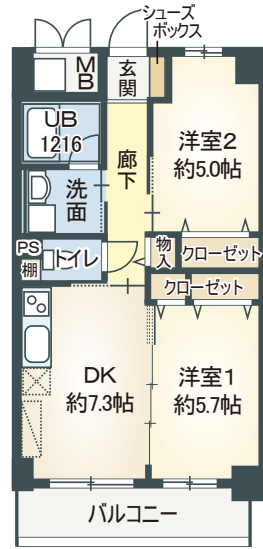 シューズ
ボックス
MB
玄関
UB
1216
廊下
洋室2
約5.0帖
洗面
PS
棚
トイレ
物入
クローゼット
クローゼット
DK
約7.3帖
洋室1
約5.7帖
バルコニー